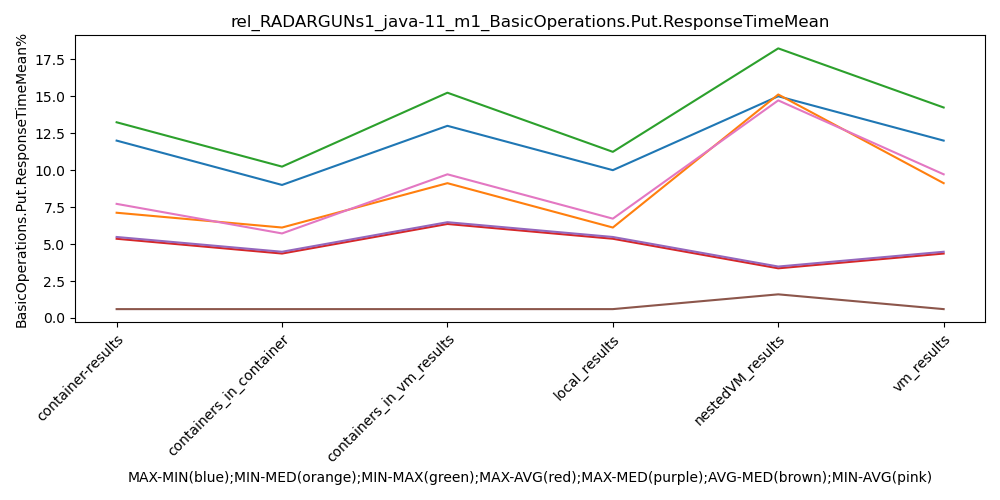 rel_RADARGUNs1_java-11_m1_BasicOperations.Put.ResponseTimeMean
BasicOperations.Put.ResponseTimeMean%
17.5
15.0
12.5
10.0
7.5
5.0
2.5
0.0
container-results
containers_in_container
containers_in_vm_results
local_results
nestedVM_results
vm_results
MAX-MIN(blue);MIN-MED(orange);MIN-MAX(green);MAX-AVG(red);MAX-MED(purple);AVG-MED(brown);MIN-AVG(pink)